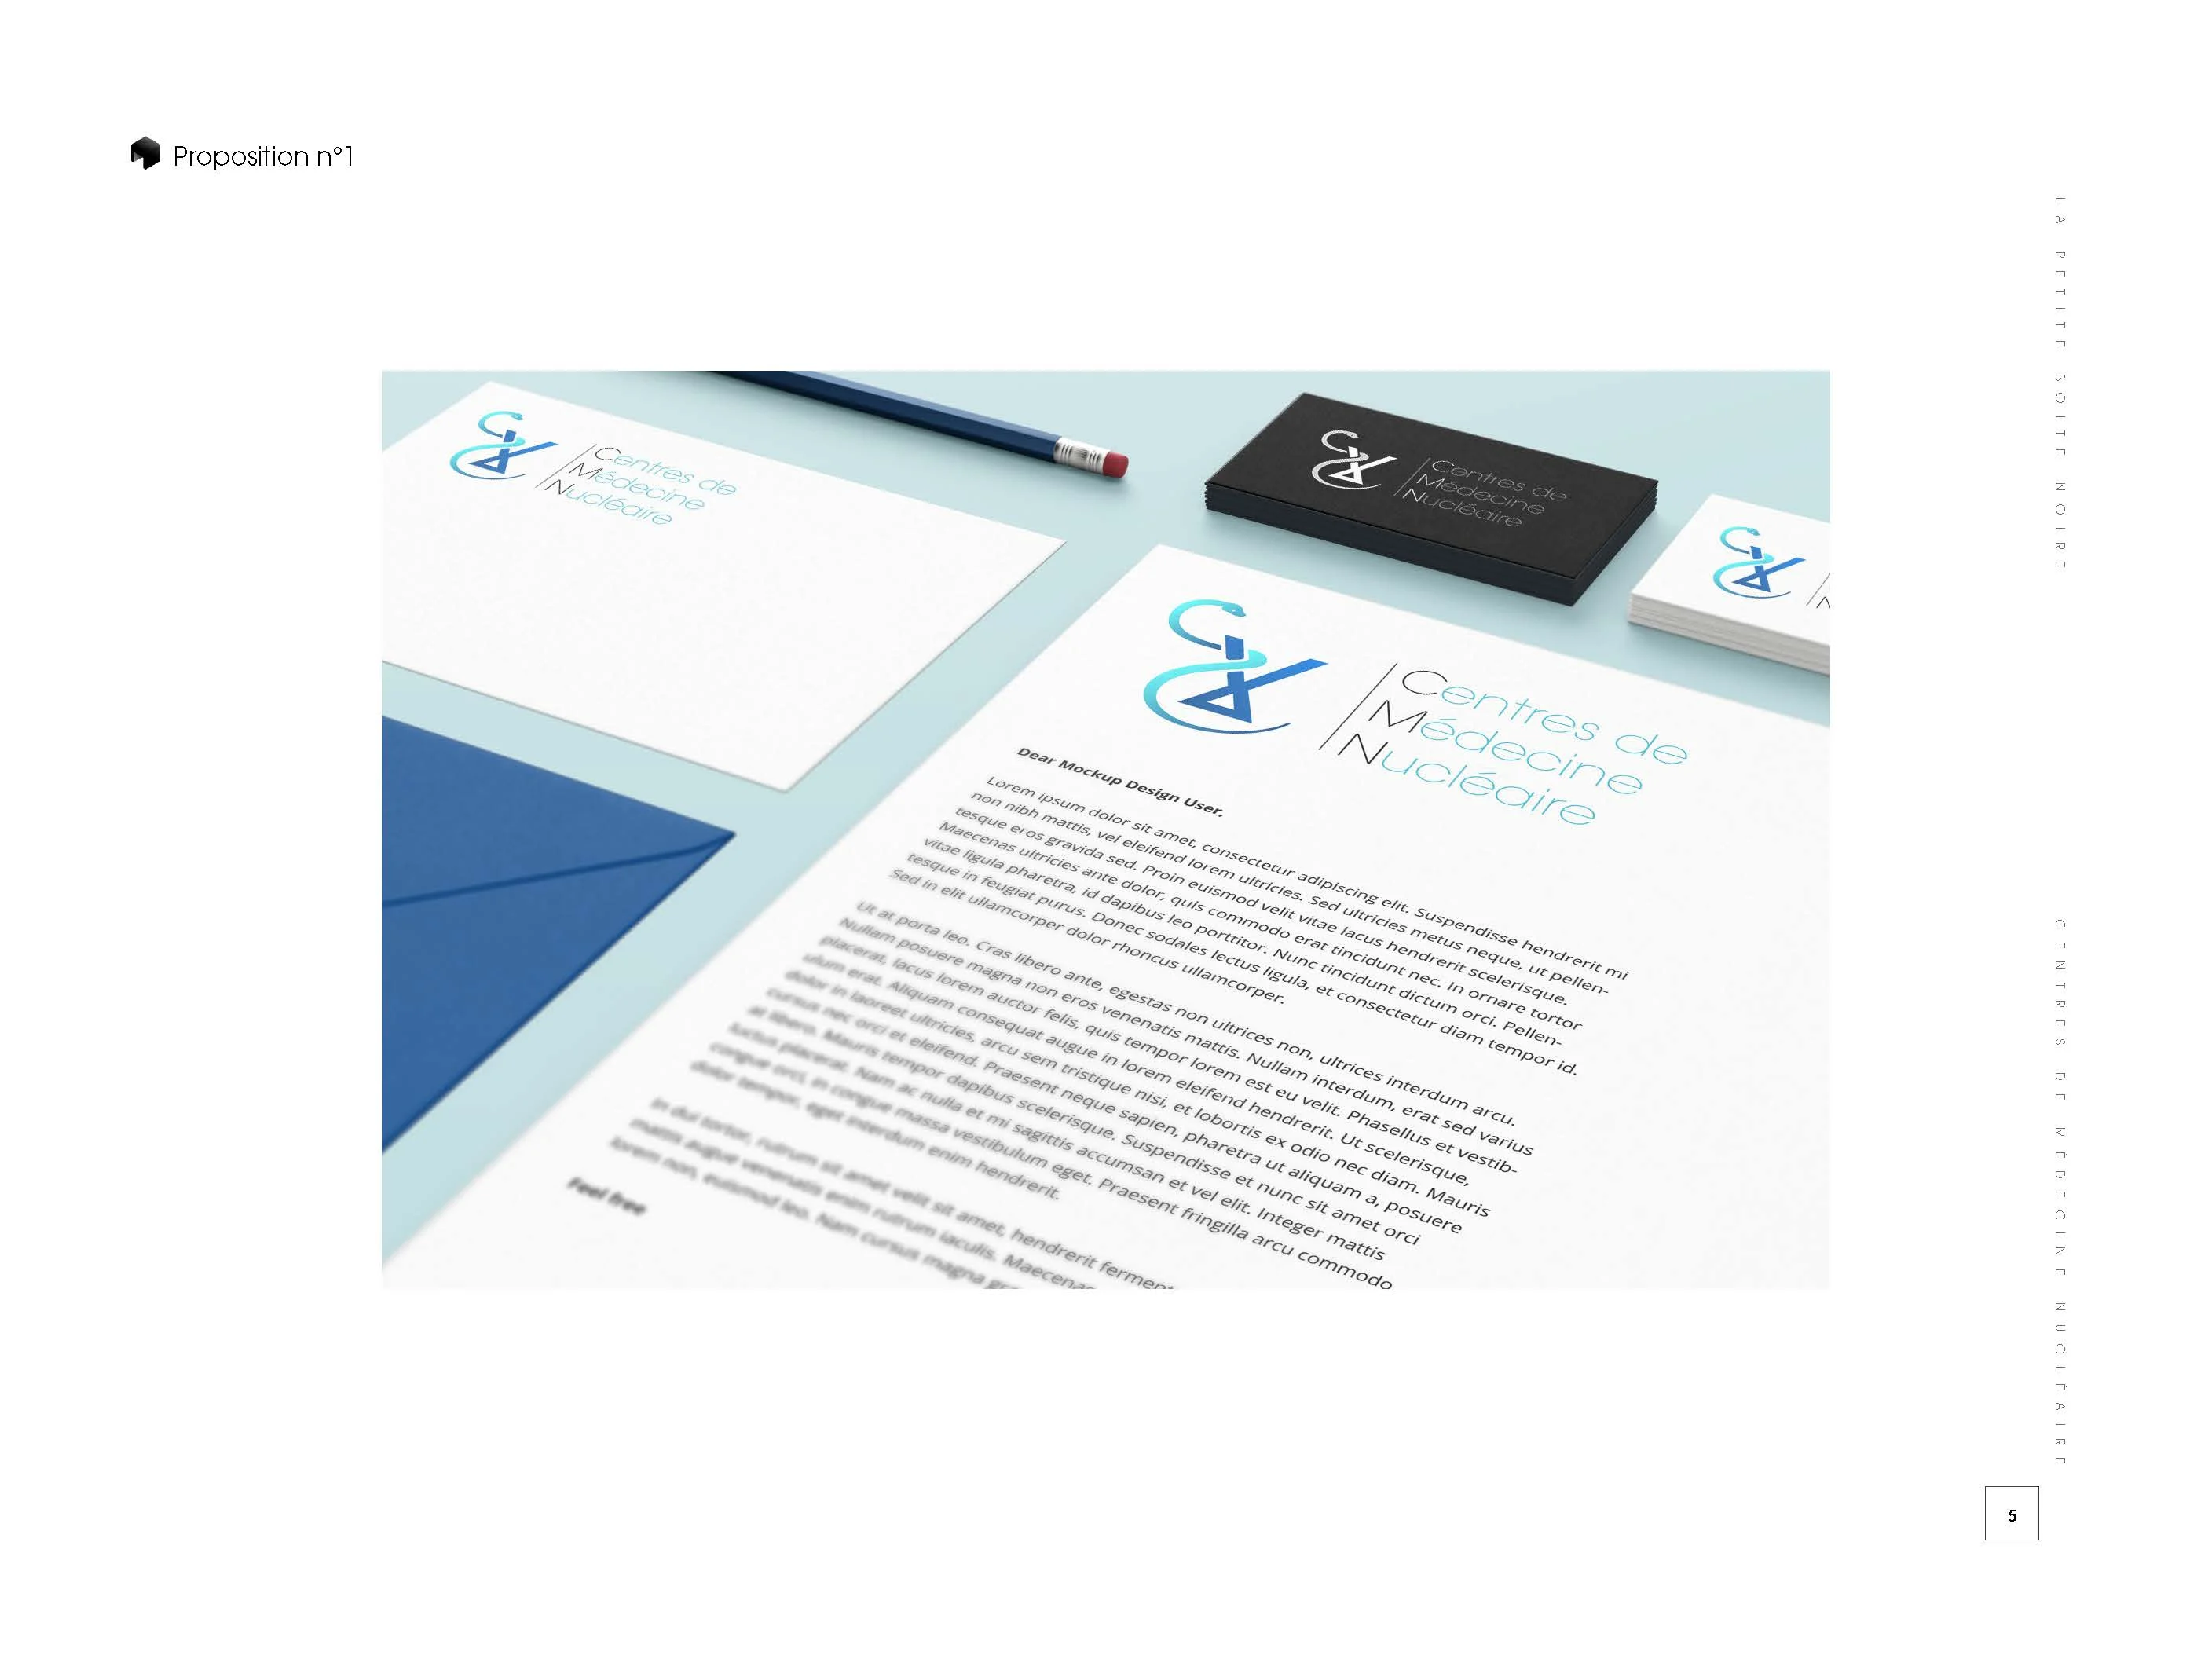 Proposition n°1
LA PETITE BOITE NOIRE
Centres de
Médecine
Nucléaire
Centres de
Médecine
Nucléaire
N
Centres de
Médecine
Nucléaire
Dear Mockup Design User,
Lorem ipsum dolor sit amet, consectetur adipiscing elit. Suspendisse hendrerit mi
non nibh mattis, vel eleifend lorem ultricies. Sed ultricies metus neque, ut pellen-
tesque eros gravida sed. Proin euismod velit vitae lacus hendrerit scelerisque.
Maecenas ultricies ante dolor, quis commodo erat tincidunt nec. In ornare tortor
vitae ligula pharetra, id dapibus leo porttitor. Nunc tincidunt dictum orci. Pellen-
tesque in feugiat purus. Donec sodales lectus ligula, et consectetur diam tempor id.
Sed in elit ullamcorper dolor rhoncus ullamcorper.
Ut at porta leo. Cras libero ante, egestas non ultrices non, ultrices interdum arcu.
Nullam posuere magna non eros venenatis mattis. Nullam interdum, erat sed varius
placerat, lacus lorem auctor felis, quis tempor lorem est eu velit. Phasellus et vestib-
ulum erat. Aliquam consequat augue in lorem eleifend hendrerit. Ut scelerisque,
dolor in laoreet ultricies, arcu sem tristique nisi, et lobortis ex odio nec diam. Mauris
cursus nec orci et eleifend. Praesent neque sapien, pharetra ut aliquam a, posuere
at libero. Mauris tempor dapibus scelerisque. Suspendisse et nunc sit amet orci
luctus placerat. Nam ac nulla et mi sagittis accumsan et vel elit. Integer mattis
congue orci, in congue massa vestibulum eget. Praesent fringilla arcu commodo
dolor tempor, eget interdum enim hendrerit.
In dui tortor, rutrum sit amet velit sit amet, hendrerit ferment
mattis augue venenatis enim rutrum iaculis. Maecenas
lorem non, euismod leo. Nam cursus magna
Feel free
CENTRES DE MÉDECINE NUCLÉAIRE
5